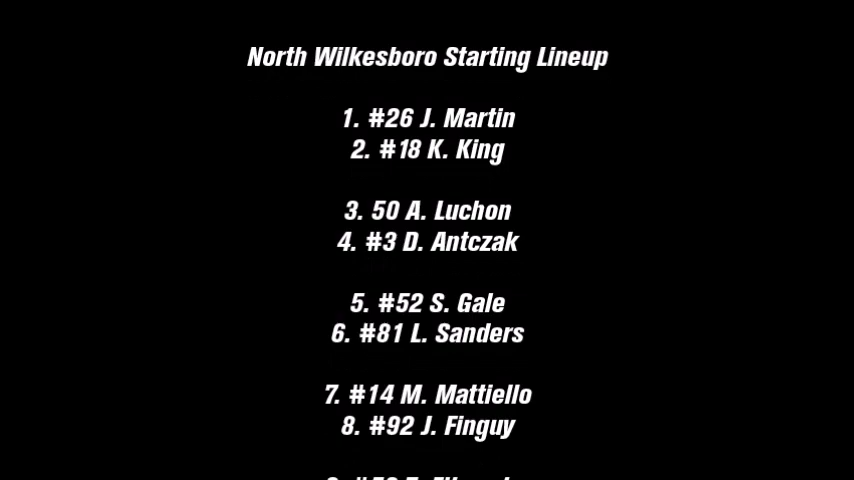 North Wilkesboro Starting Lineup
1. #26 J. Martin
2. #18 K. King
3. 50 A. Luchon
4. #3 D. Antczak
5. #52 S. Gale
6. #81 L. Sanders
7. #14 M. Mattiello
8. #92 J. Finguy